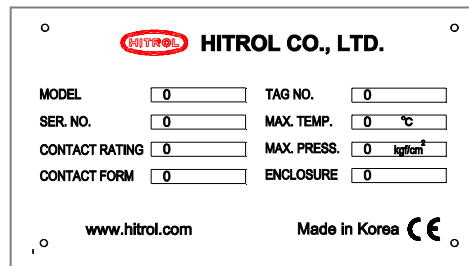 HITROL HITROL CO., LTD.
MODEL 0 TAG NO. 0
SER. NO. 0 MAX. TEMP. 0 °C
CONTACT RATING 0 MAX. PRESS. 0 kgf/cm²
CONTACT FORM 0 ENCLOSURE 0
www.hitrol.com Made in Korea CE